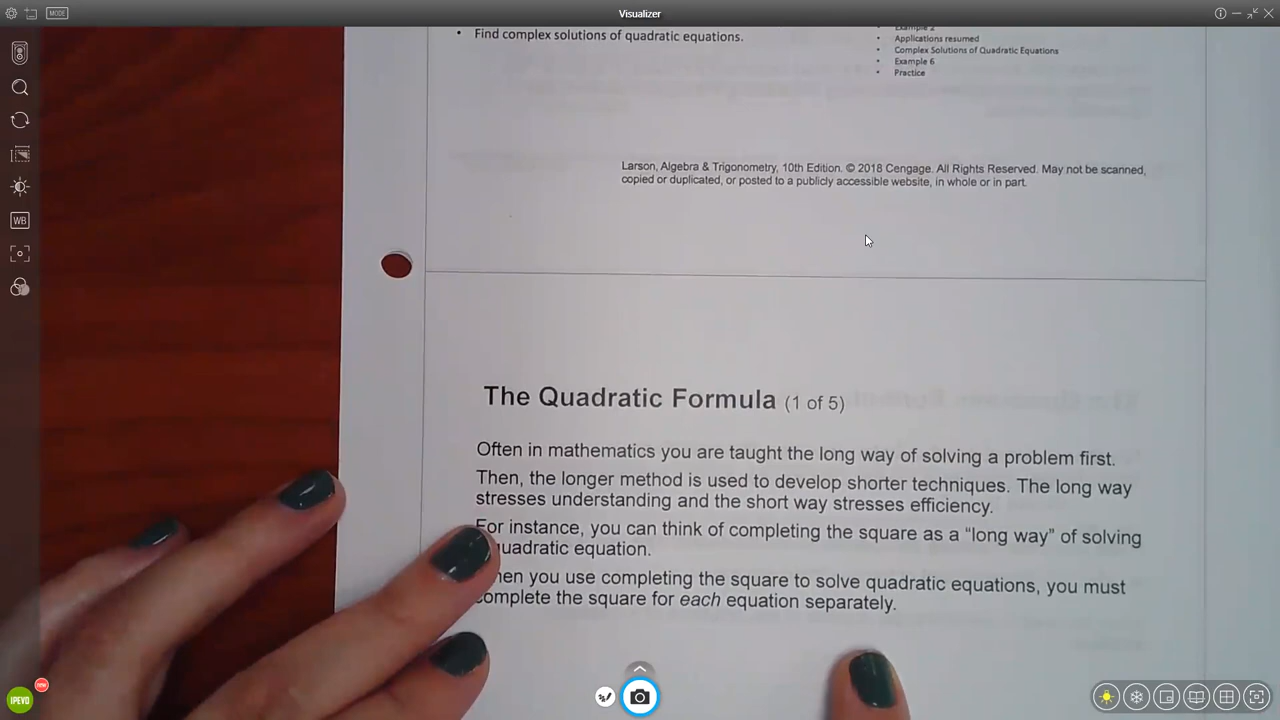 MODE
Visualizer
• Find complex solutions of quadratic equations.
• Example 2
• Applications resumed
• Complex Solutions of Quadratic Equations
• Example 6
• Practice
Larson, Algebra & Trigonometry, 10th Edition. © 2018 Cengage. All Rights Reserved. May not be scanned,
copied or duplicated, or posted to a publicly accessible website, in whole or in part.
The Quadratic Formula (1 of 5)
Often in mathematics you are taught the long way of solving a problem first.
Then, the longer method is used to develop shorter techniques. The long way
stresses understanding and the short way stresses efficiency.
For instance, you can think of completing the square as a “long way” of solving
quadratic equation.
hen you use completing the square to solve quadratic equations, you must
complete the square for each equation separately.
WB
IPEVO
new